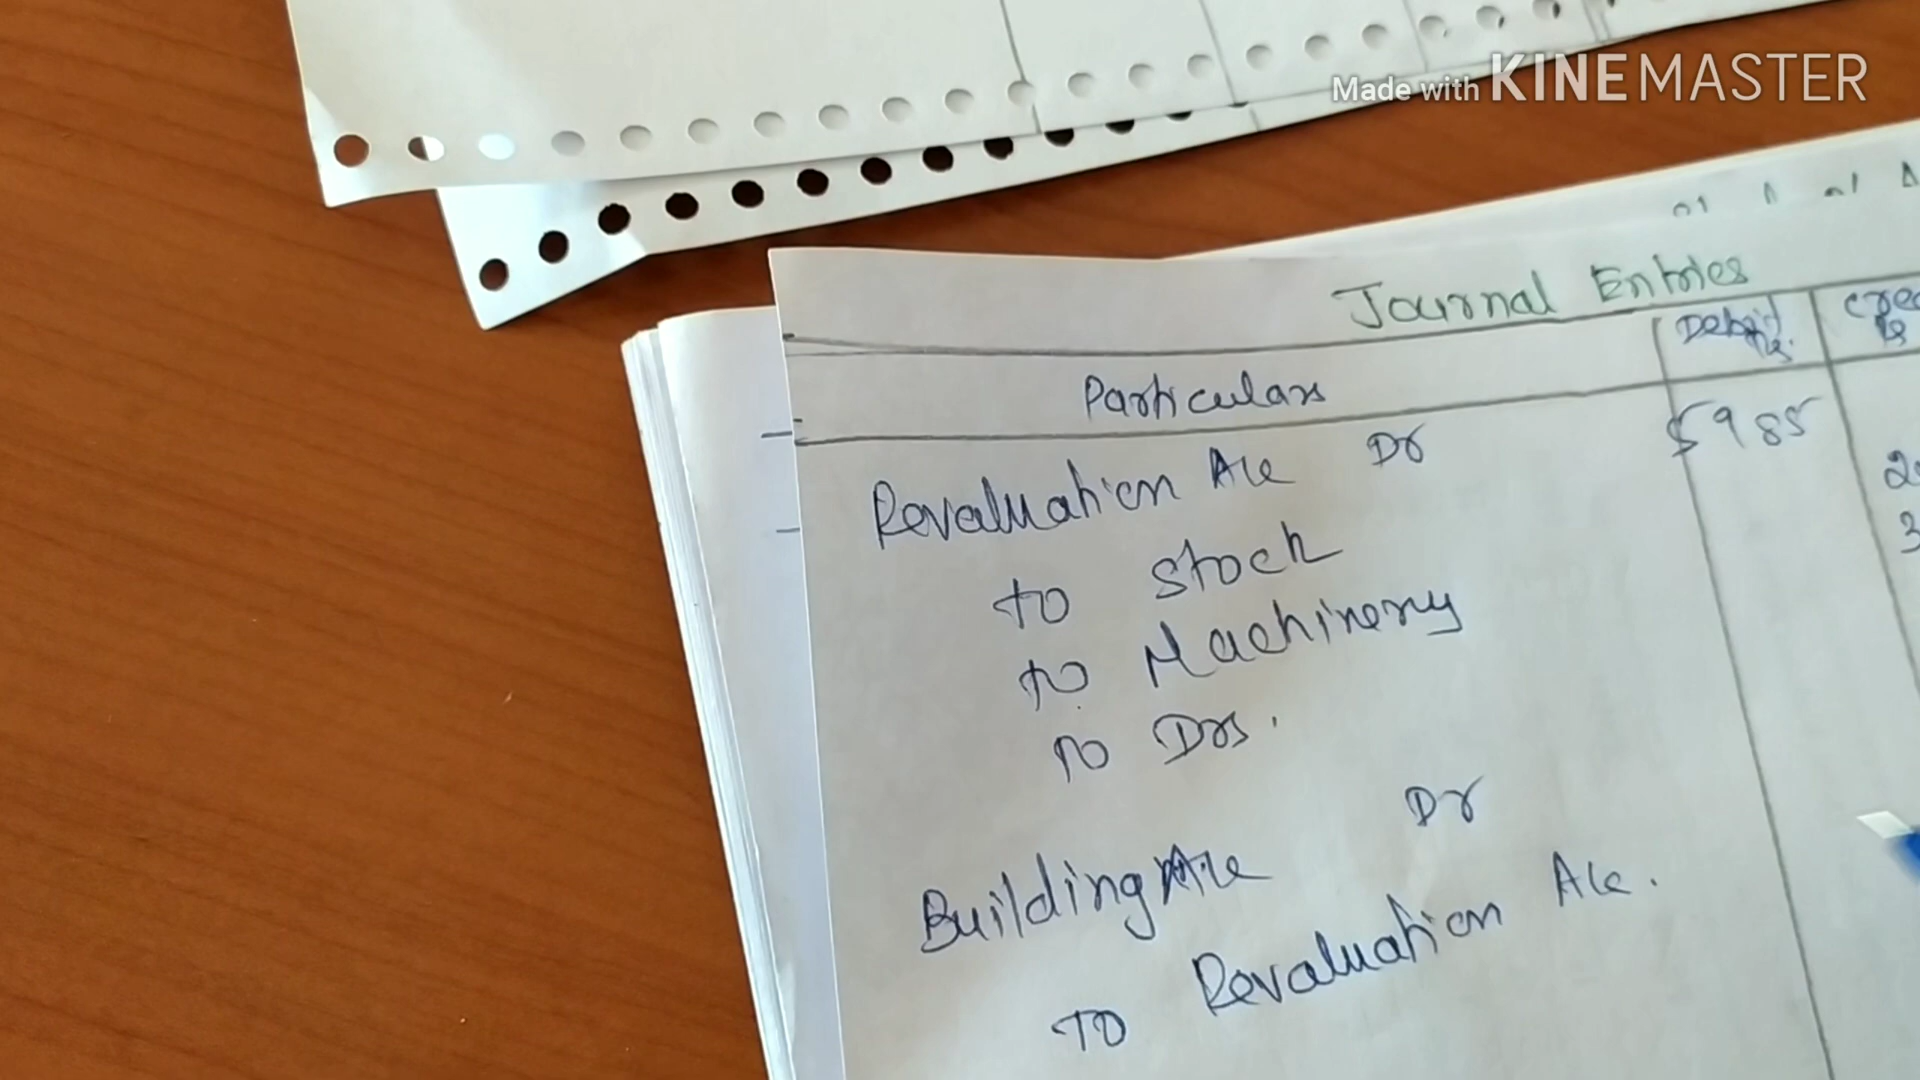 Made with KINEMASTER
Journal Entries
Particulars Debit Rs.
Revaluation A/c Dr 5985
to Stock
to Machinery
to Drs.
Building A/c Dr
TO Revaluation A/c.